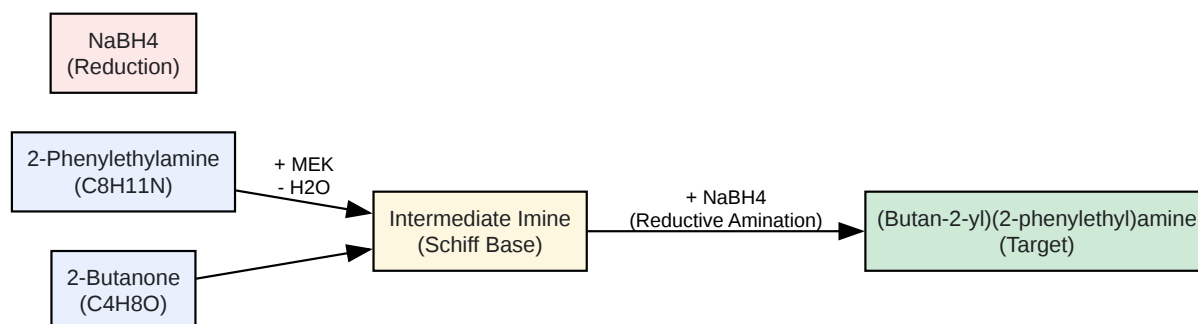 NaBH4
(Reduction)
2-Phenylethylamine
(C8H11N)
+ MEK
- H2O
2-Butanone
(C4H8O)
Intermediate Imine
(Schiff Base)
+ NaBH4
(Reductive Amination)
(Butan-2-yl)(2-phenylethyl)amine
(Target)